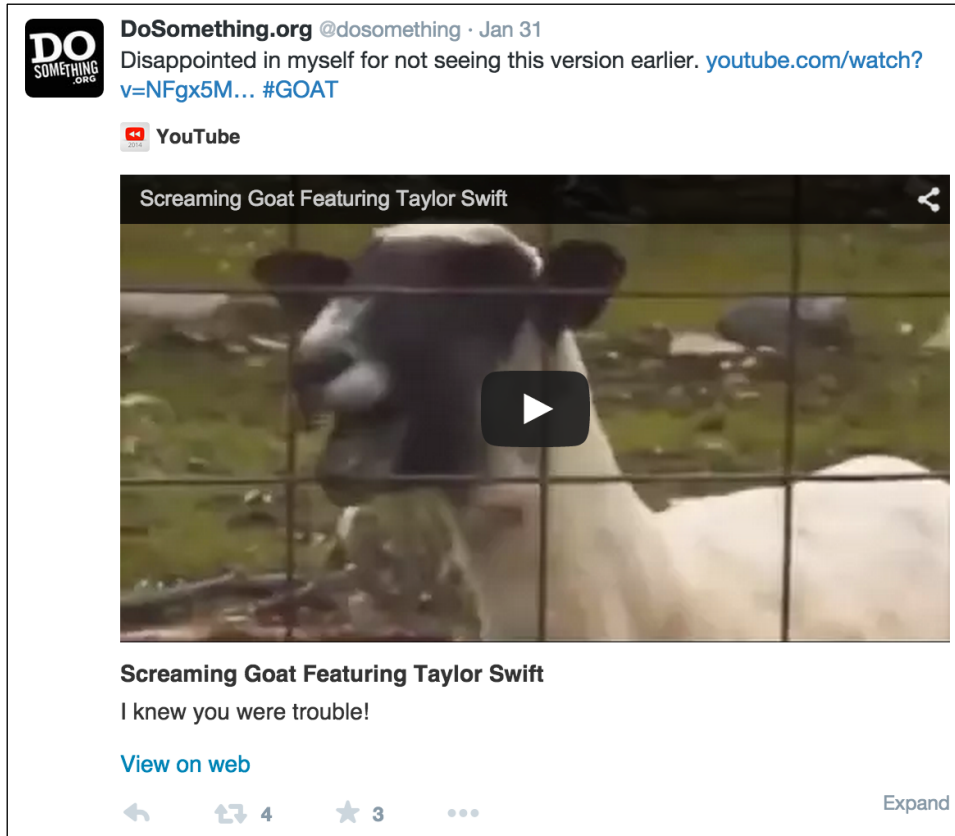 DO
SOMETHING
.ORG
DoSomething.org @dosomething · Jan 31
Disappointed in myself for not seeing this version earlier. youtube.com/watch?
v=NFgx5M... #GOAT
2014
YouTube
Screaming Goat Featuring Taylor Swift
Screaming Goat Featuring Taylor Swift
I knew you were trouble!
View on web
4
3
Expand